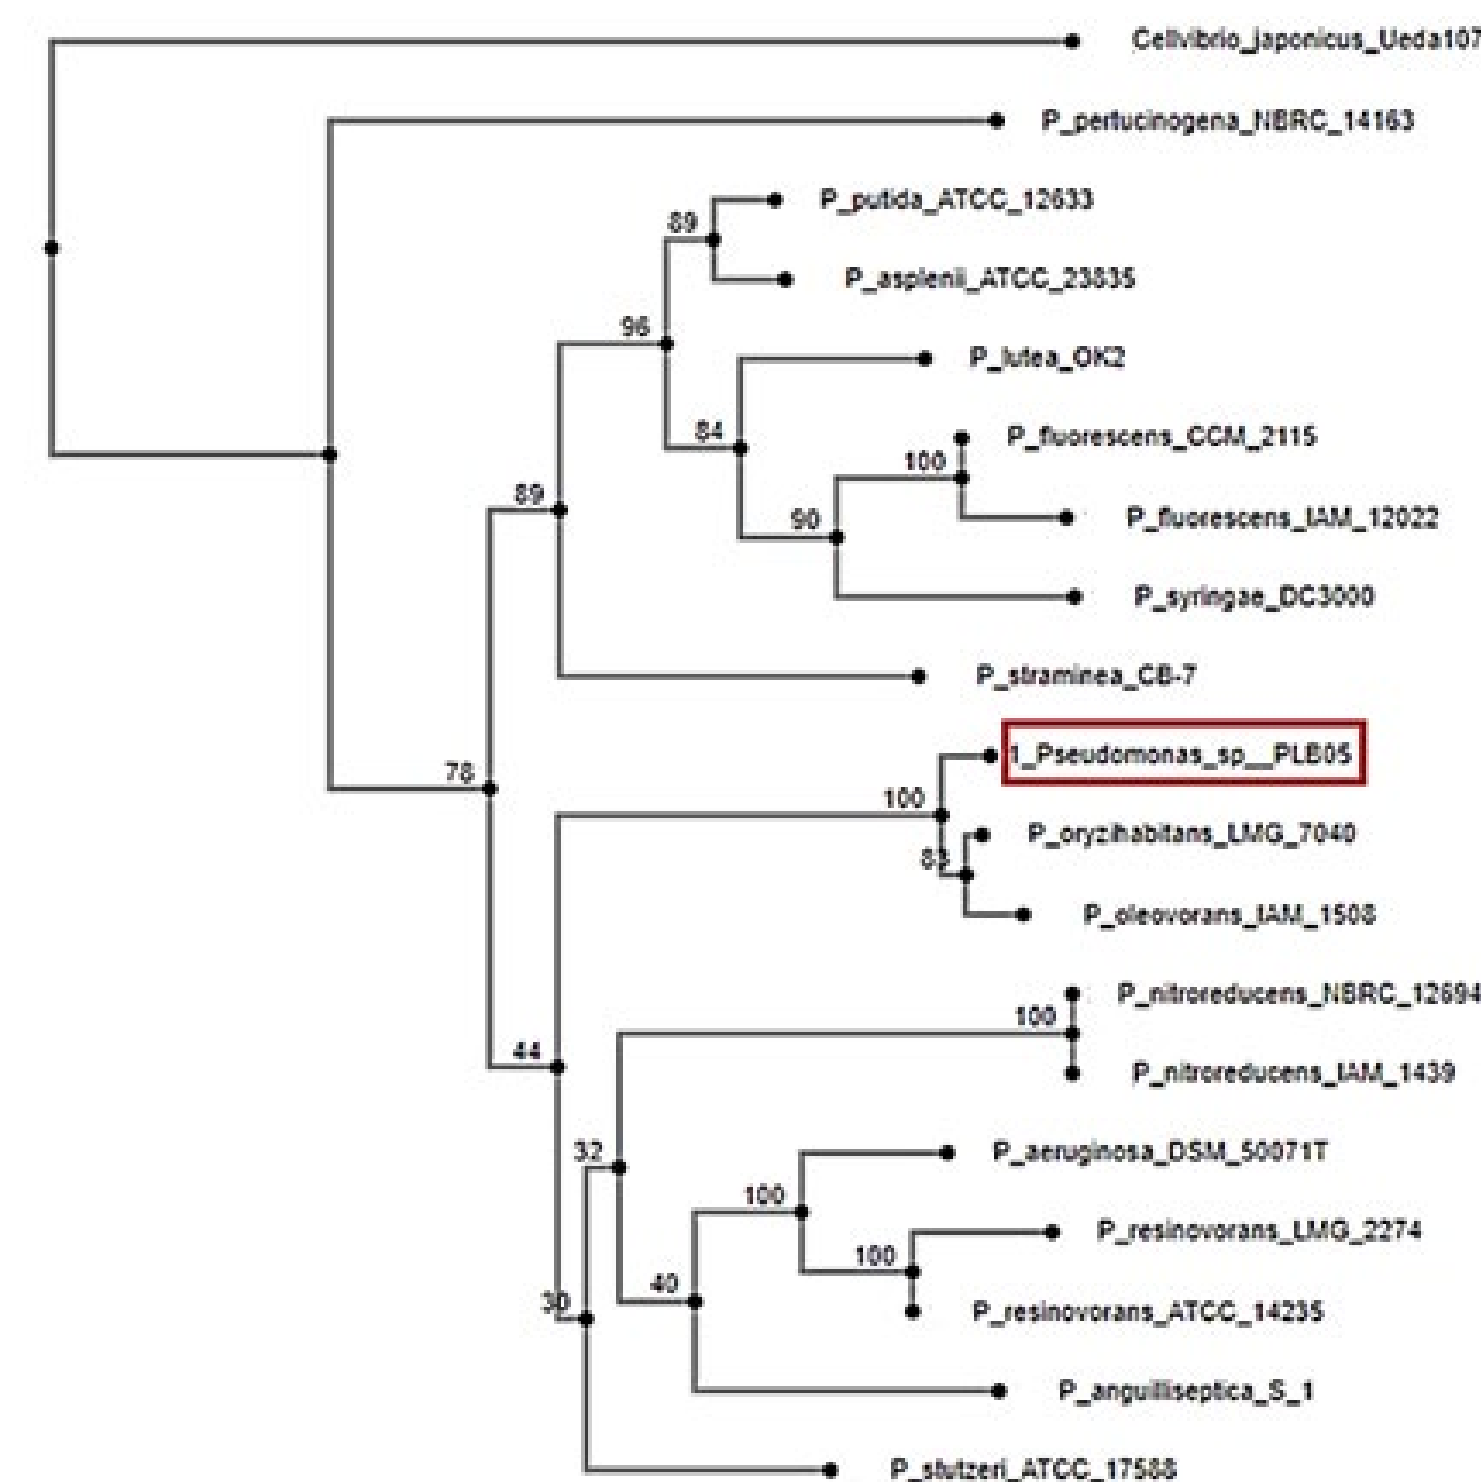 Cellvibrio_japonicus_Ueda107
P_pertucinogena_NBRC_14163
P_putida_ATCC_12633
89
P_asplenii_ATCC_23835
96
P_lutea_OK2
84
P_fluorescens_CCM_2115
100
P_fluorescens_IAM_12022
90
89
P_syringae_DC3000
P_straminea_CB-7
1_Pseudomonas_sp__PLB05
78
100
P_oryzihabitans_LMG_7040
P_oleovorans_IAM_1508
P_nitroreducens_NBRC_12694
100
44
P_nitroreducens_IAM_1439
32
P_aeruginosa_DSM_50071T
100
P_resinovorans_LMG_2274
100
40
30
P_resinovorans_ATCC_14235
P_anguilliseptica_S_1
P_stutzeri_ATCC_17588